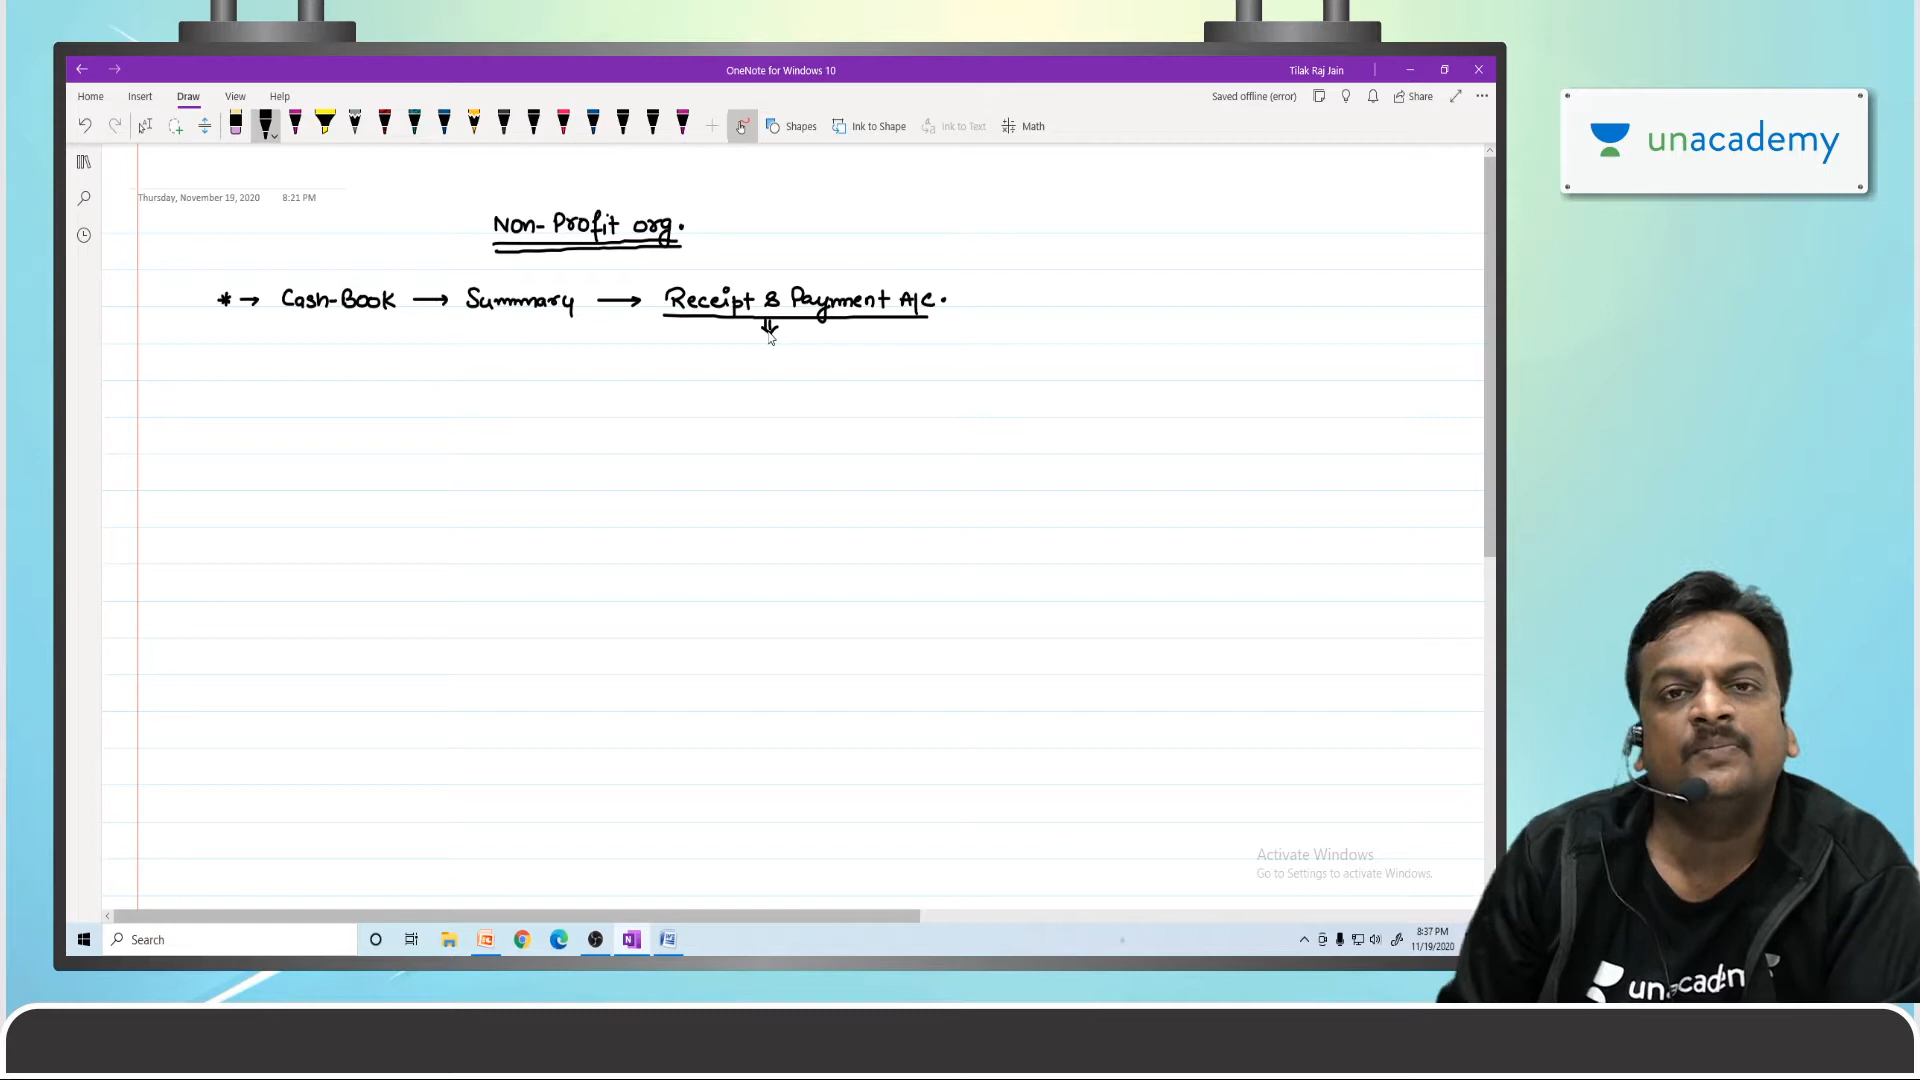 OneNote for Windows 10
Tilak Raj Jain
Home Insert Draw View Help
Saved offline (error) Share
Shapes Ink to Shape Ink to Text Math
unacademy
Thursday, November 19, 2020 8:21 PM
Non-Profit org.
* → Cash-Book → Summary → Receipt & Payment A/c.
Activate Windows
Go to Settings to activate Windows.
Search
8:37 PM
11/19/2020
unacadem